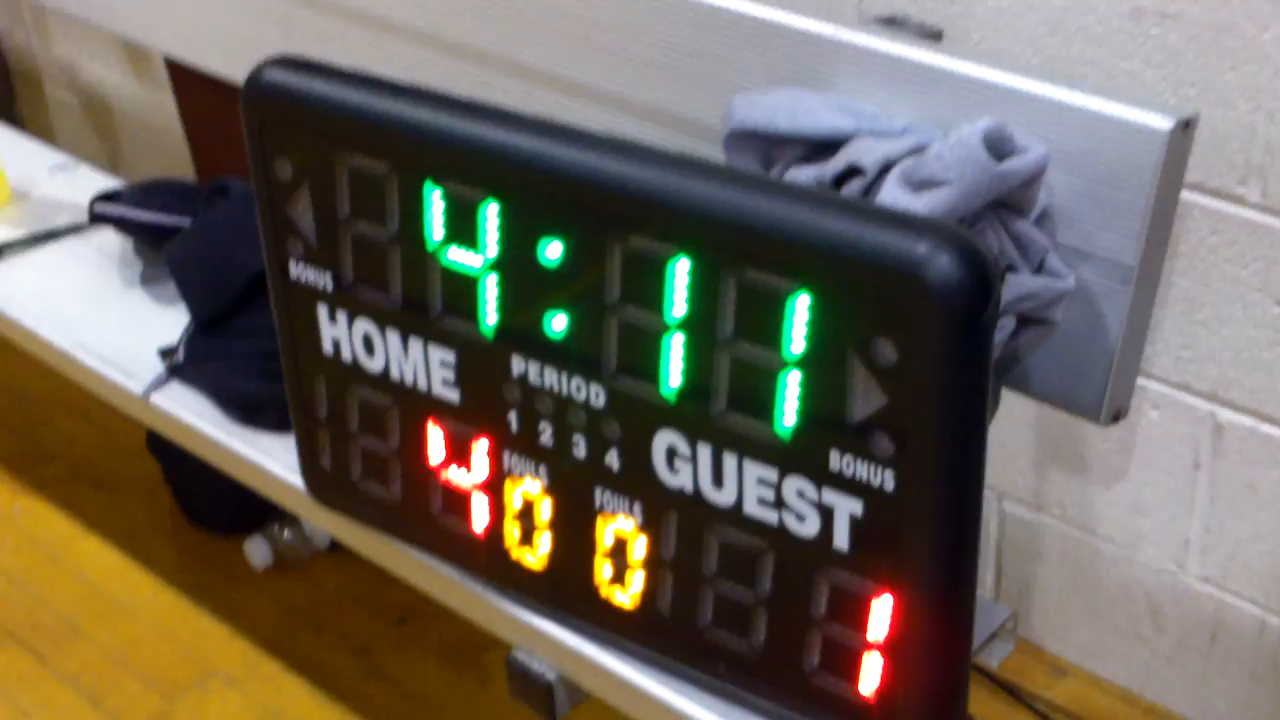 4:11
BONUS
BONUS
HOME
PERIOD
GUEST
1 2 3 4
4
FOULS
0
FOULS
0
1